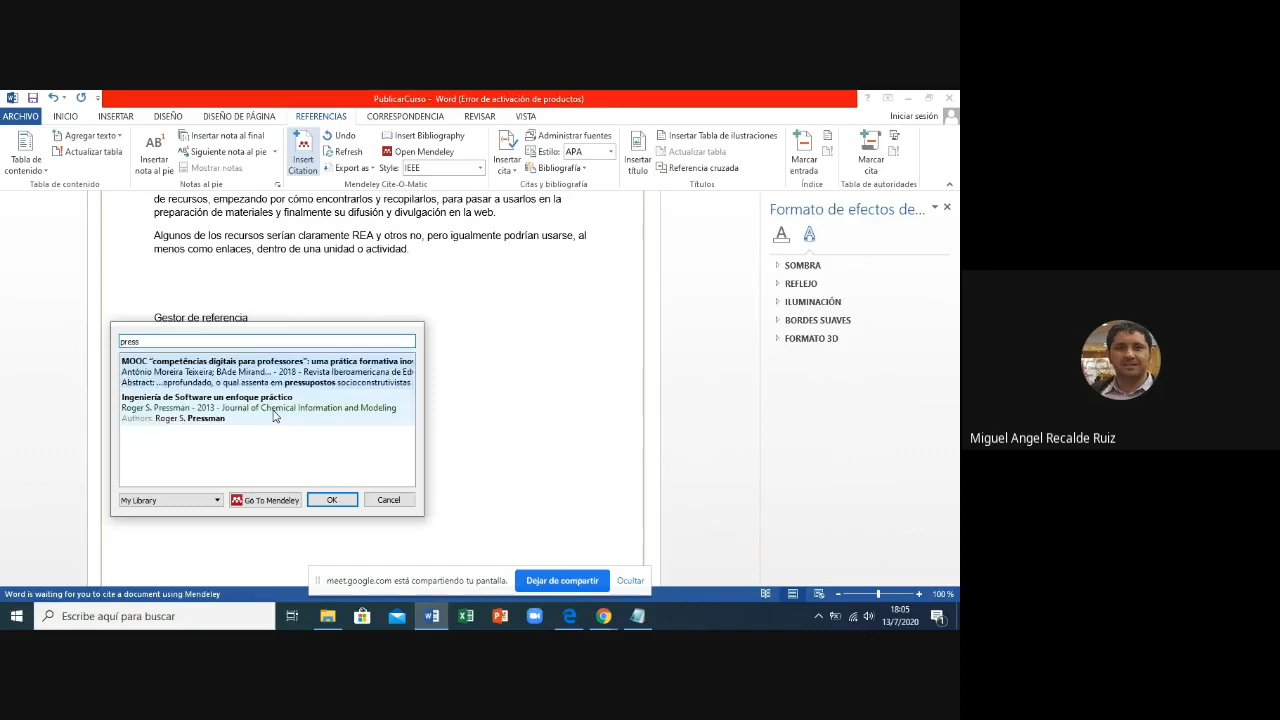 PublicarCurso - Word (Error de activación de productos)
ARCHIVO INICIO INSERTAR DISEÑO DISEÑO DE PÁGINA REFERENCIAS CORRESPONDENCIA REVISAR VISTA Iniciar sesión
Tabla de contenido
Agregar texto
Actualizar tabla
Tabla de contenido
AB¹
Insertar nota al pie
Insertar nota al final
Siguiente nota al pie
Mostrar notas
Notas al pie
Insert Citation
Undo
Refresh
Export as
Insert Bibliography
Open Mendeley
Style: IEEE
Mendeley Cite-O-Matic
Insertar cita
Administrar fuentes
Estilo: APA
Bibliografía
Citas y bibliografía
Insertar título
Insertar Tabla de ilustraciones
Actualizar tabla
Referencia cruzada
Títulos
Marcar entrada
Índice
Marcar cita
Tabla de autoridades
de recursos, empezando por cómo encontrarlos y recopilarlos, para pasar a usarlos en la
preparación de materiales y finalmente su difusión y divulgación en la web.
Algunos de los recursos serían claramente REA y otros no, pero igualmente podrían usarse, al
menos como enlaces, dentro de una unidad o actividad.
Gestor de referencia
press
MOOC "competências digitais para professores": uma prática formativa ino
António Moreira Teixeira; BAde Mirand... - 2018 - Revista Iberoamericana de Edu
Abstract: ...aprofundado, o qual assenta em pressupostos socioconstrutivistas
Ingeniería de Software un enfoque práctico
Roger S. Pressman - 2013 - Journal of Chemical Information and Modeling
Authors: Roger S. Pressman
My Library Go To Mendeley OK Cancel
Formato de efectos de...
SOMBRA
REFLEJO
ILUMINACIÓN
BORDES SUAVES
FORMATO 3D
meet.google.com está compartiendo tu pantalla. Dejar de compartir Ocultar
Word is waiting for you to cite a document using Mendeley
100 %
Escribe aquí para buscar
18:05
13/7/2020
1
Miguel Angel Recalde Ruiz